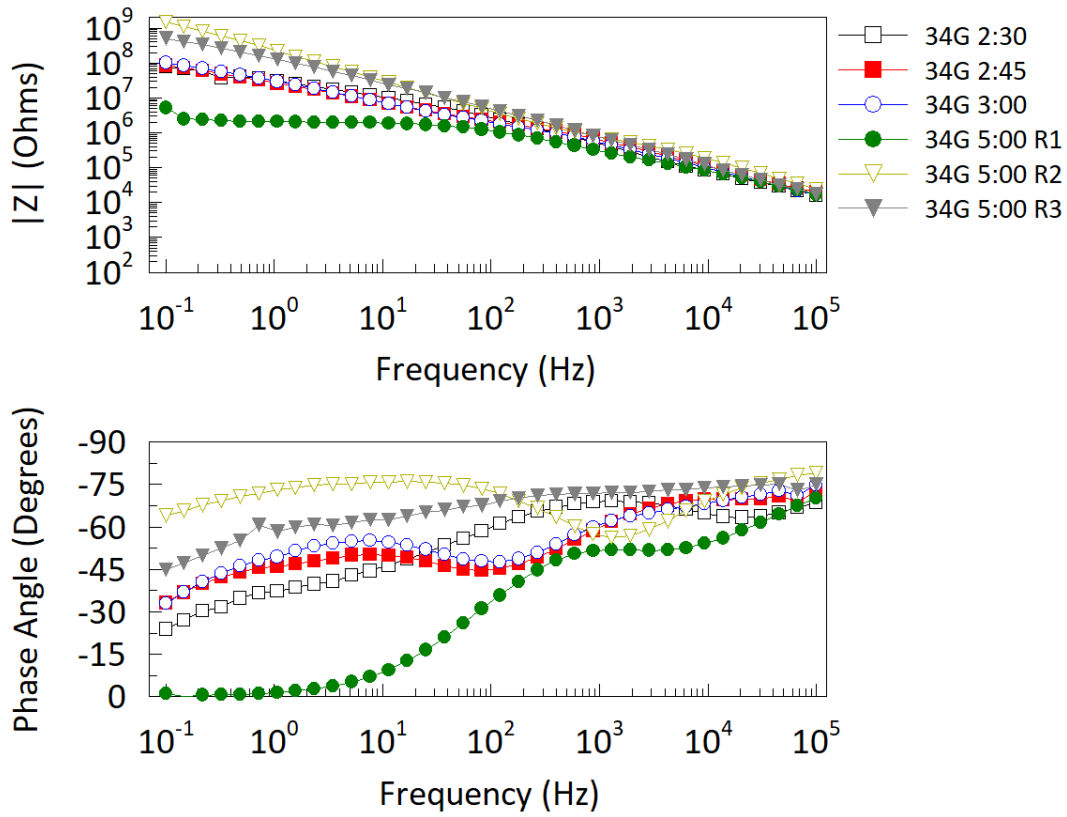 |Z| (Ohms)
10⁹
10⁸
10⁷
10⁶
10⁵
10⁴
10³
10²
10⁻¹ 10⁰ 10¹ 10² 10³ 10⁴ 10⁵
Frequency (Hz)
34G 2:30
34G 2:45
34G 3:00
34G 5:00 R1
34G 5:00 R2
34G 5:00 R3
Phase Angle (Degrees)
-90
-75
-60
-45
-30
-15
0
10⁻¹ 10⁰ 10¹ 10² 10³ 10⁴ 10⁵
Frequency (Hz)